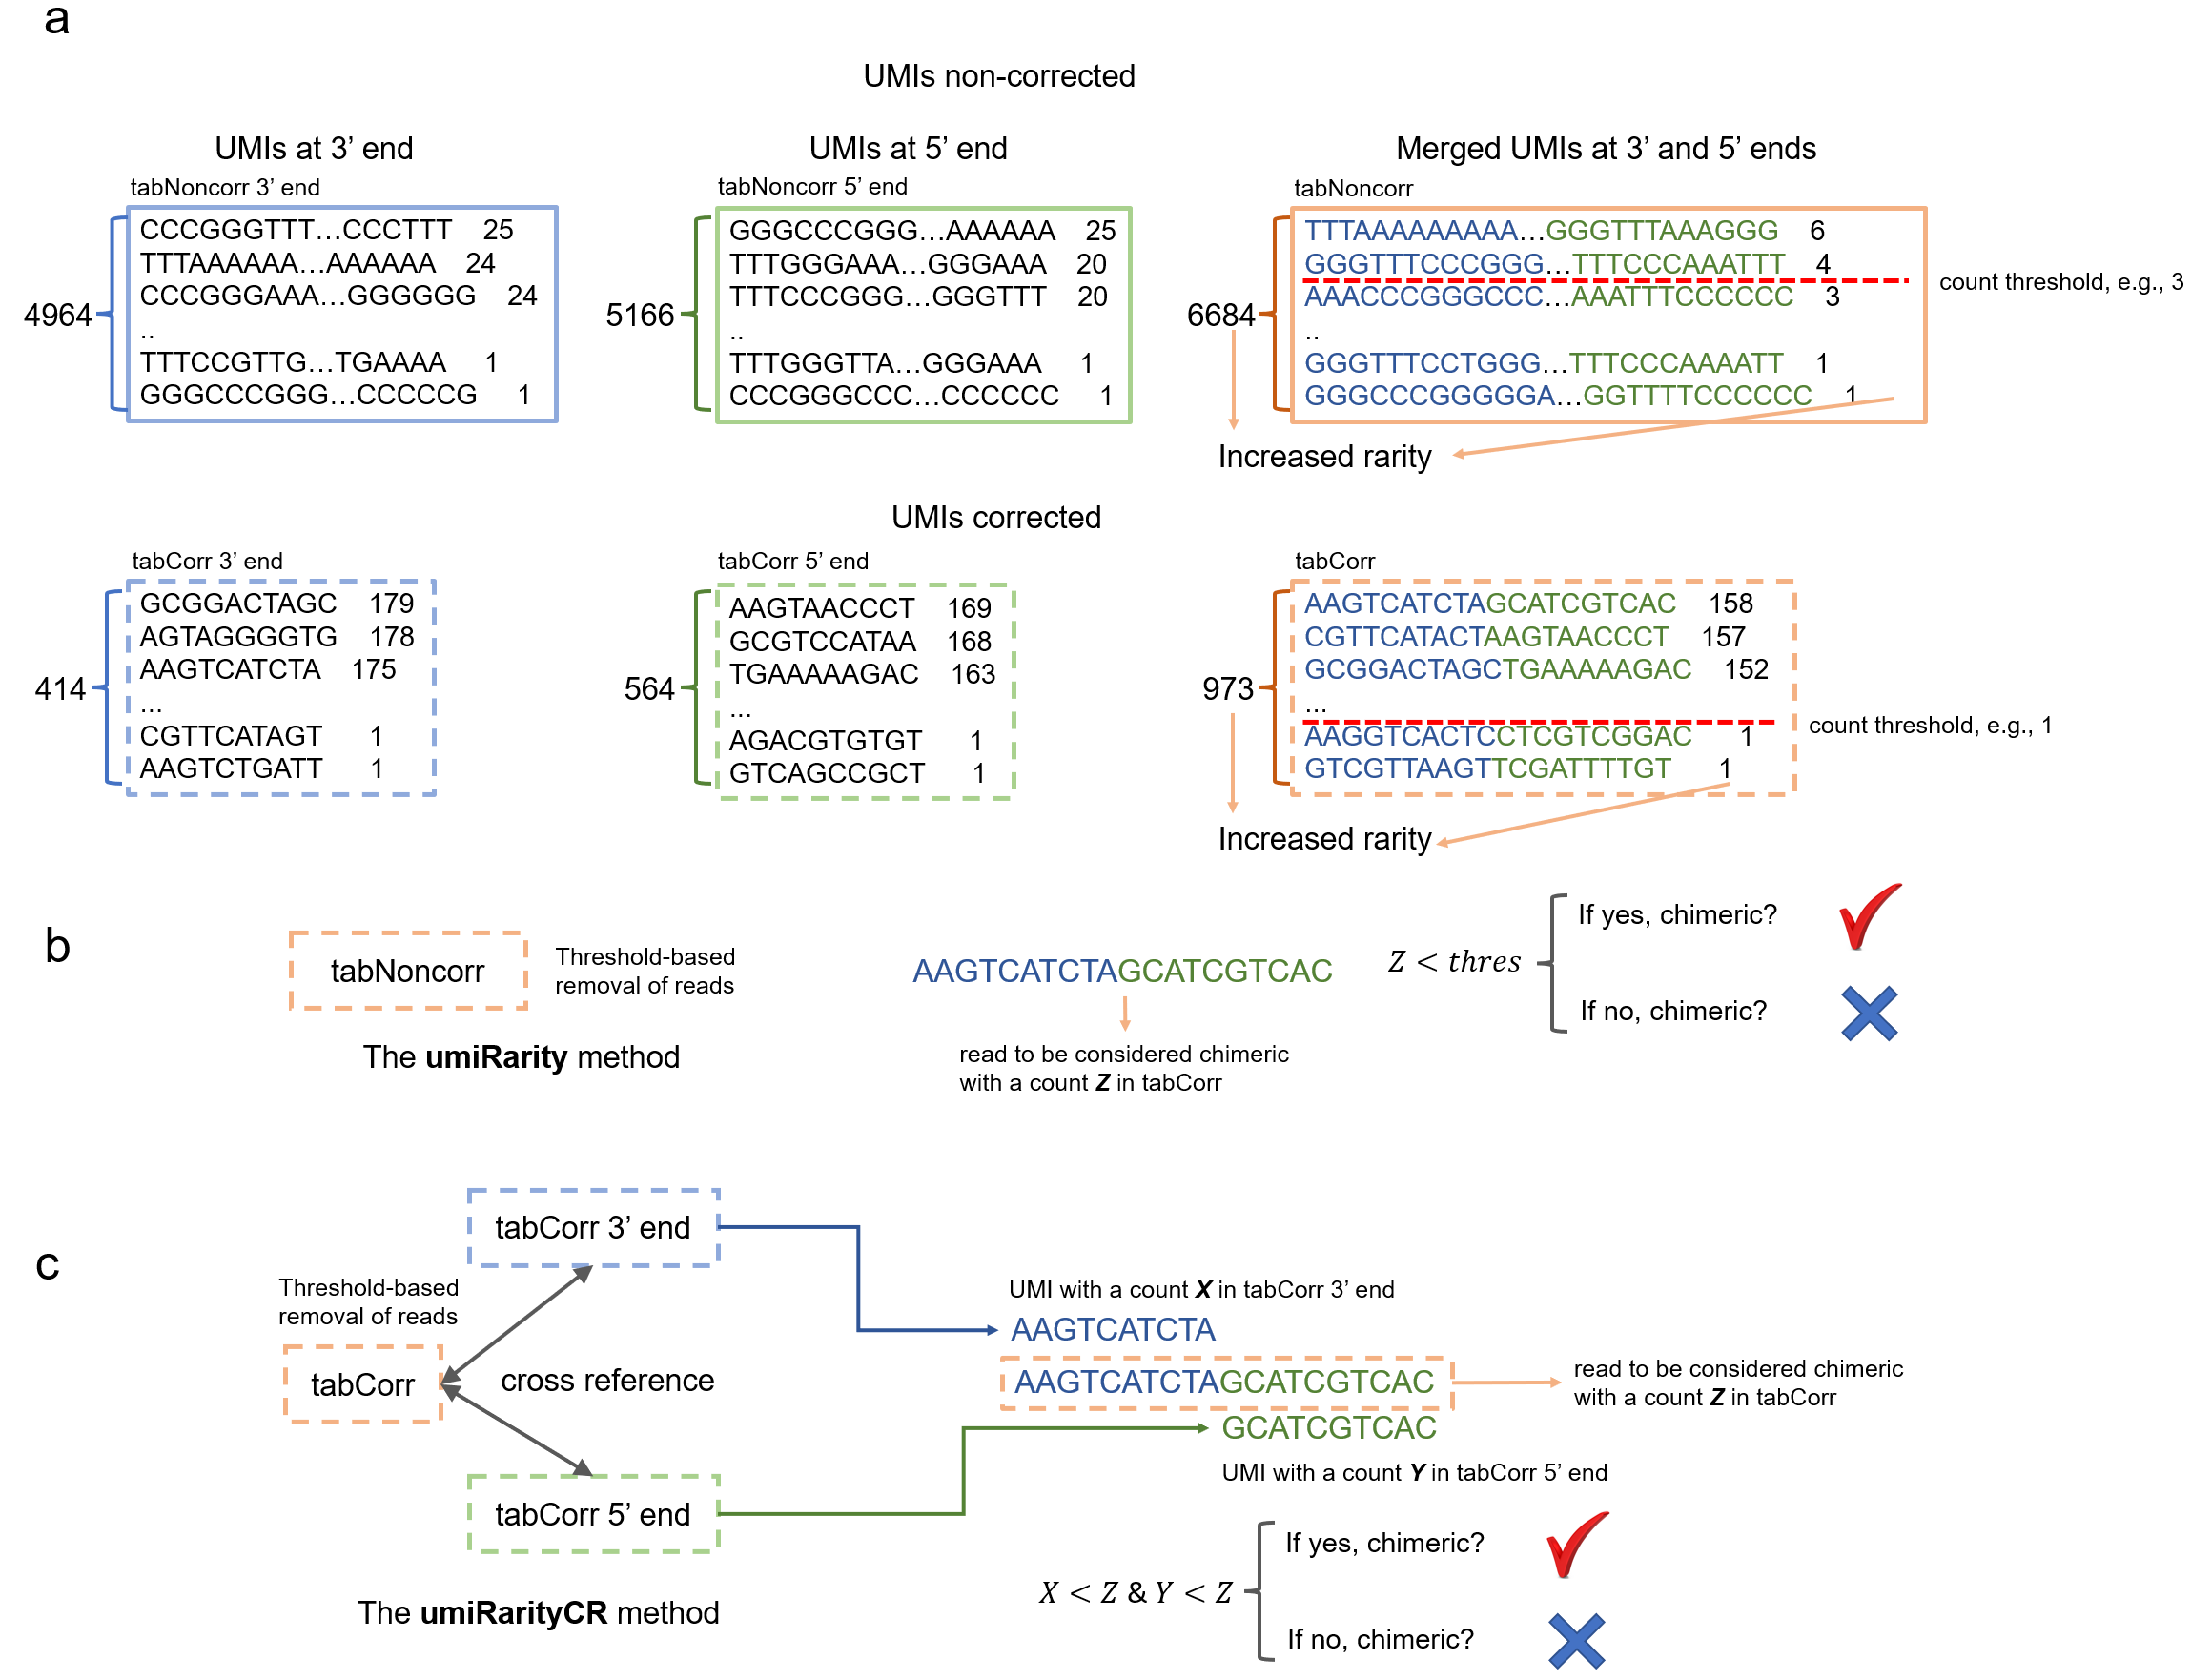 a
UMIs non-corrected
UMIs at 3’ end
UMIs at 5’ end
Merged UMIs at 3’ and 5’ ends
tabNoncorr 3’ end
tabNoncorr 5’ end
tabNoncorr
4964
CCCGGGTTT…CCCTTT 25
TTTAAAAAA…AAAAAA 24
CCCGGGAAA…GGGGGG 24
..
TTTCCGTTG…TGAAAA 1
GGGCCCGGG…CCCCCG 1
5166
GGGCCCGGG…AAAAAA 25
TTTGGGAAA…GGGAAA 20
TTTCCCGGG…GGGTTT 20
..
TTTGGGTTA…GGGAAA 1
CCCGGGCCC…CCCCCC 1
6684
TTTAAAAAAAAA…GGGTTTAAAGGG 6
GGGTTTCCCGGG…TTTCCCAAATTT 4
AAACCCGGGCCC…AAATTTCCCCCC 3
..
GGGTTTCCTGGG…TTTCCCAAAATT 1
GGGCCCGGGGGA…GGTTTTCCCCCC 1
count threshold, e.g., 3
Increased rarity
UMIs corrected
tabCorr 3’ end
tabCorr 5’ end
tabCorr
414
GCGGACTAGC 179
AGTAGGGGTG 178
AAGTCATCTA 175
...
CGTTCATAGT 1
AAGTCTGATT 1
564
AAGTAACCCT 169
GCGTCCATAA 168
TGAAAAAGAC 163
...
AGACGTGTGT 1
GTCAGCCGCT 1
973
AAGTCATCTAGCATCGTCAC 158
CGTTCATACTAAGTAACCCT 157
GCGGACTAGCTGAAAAAGAC 152
...
AAGGTCACTCCTCGTCGGAC 1
GTCGTTAAGTTCGATTTTGT 1
count threshold, e.g., 1
Increased rarity
b
tabNoncorr
Threshold-based
removal of reads
The umiRarity method
AAGTCATCTAGCATCGTCAC
read to be considered chimeric
with a count Z in tabCorr
Z < thres
If yes, chimeric?
If no, chimeric?
c
tabCorr 3’ end
Threshold-based
removal of reads
tabCorr
cross reference
tabCorr 5’ end
The umiRarityCR method
UMI with a count X in tabCorr 3’ end
AAGTCATCTA
AAGTCATCTAGCATCGTCAC
GCATCGTCAC
UMI with a count Y in tabCorr 5’ end
read to be considered chimeric
with a count Z in tabCorr
X < Z & Y < Z
If yes, chimeric?
If no, chimeric?